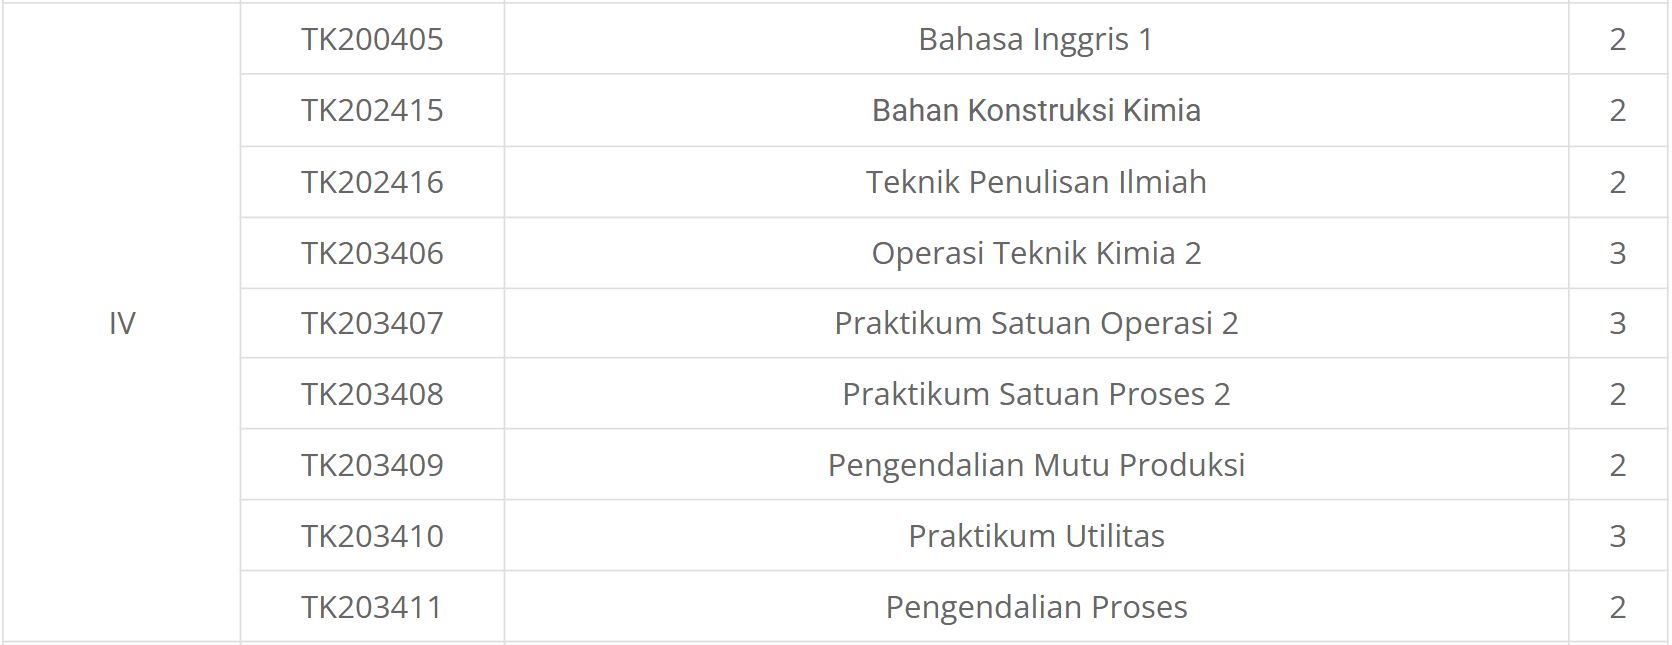 TK200405 Bahasa Inggris 1 2
TK202415 Bahan Konstruksi Kimia 2
TK202416 Teknik Penulisan Ilmiah 2
TK203406 Operasi Teknik Kimia 2 3
IV TK203407 Praktikum Satuan Operasi 2 3
TK203408 Praktikum Satuan Proses 2 2
TK203409 Pengendalian Mutu Produksi 2
TK203410 Praktikum Utilitas 3
TK203411 Pengendalian Proses 2